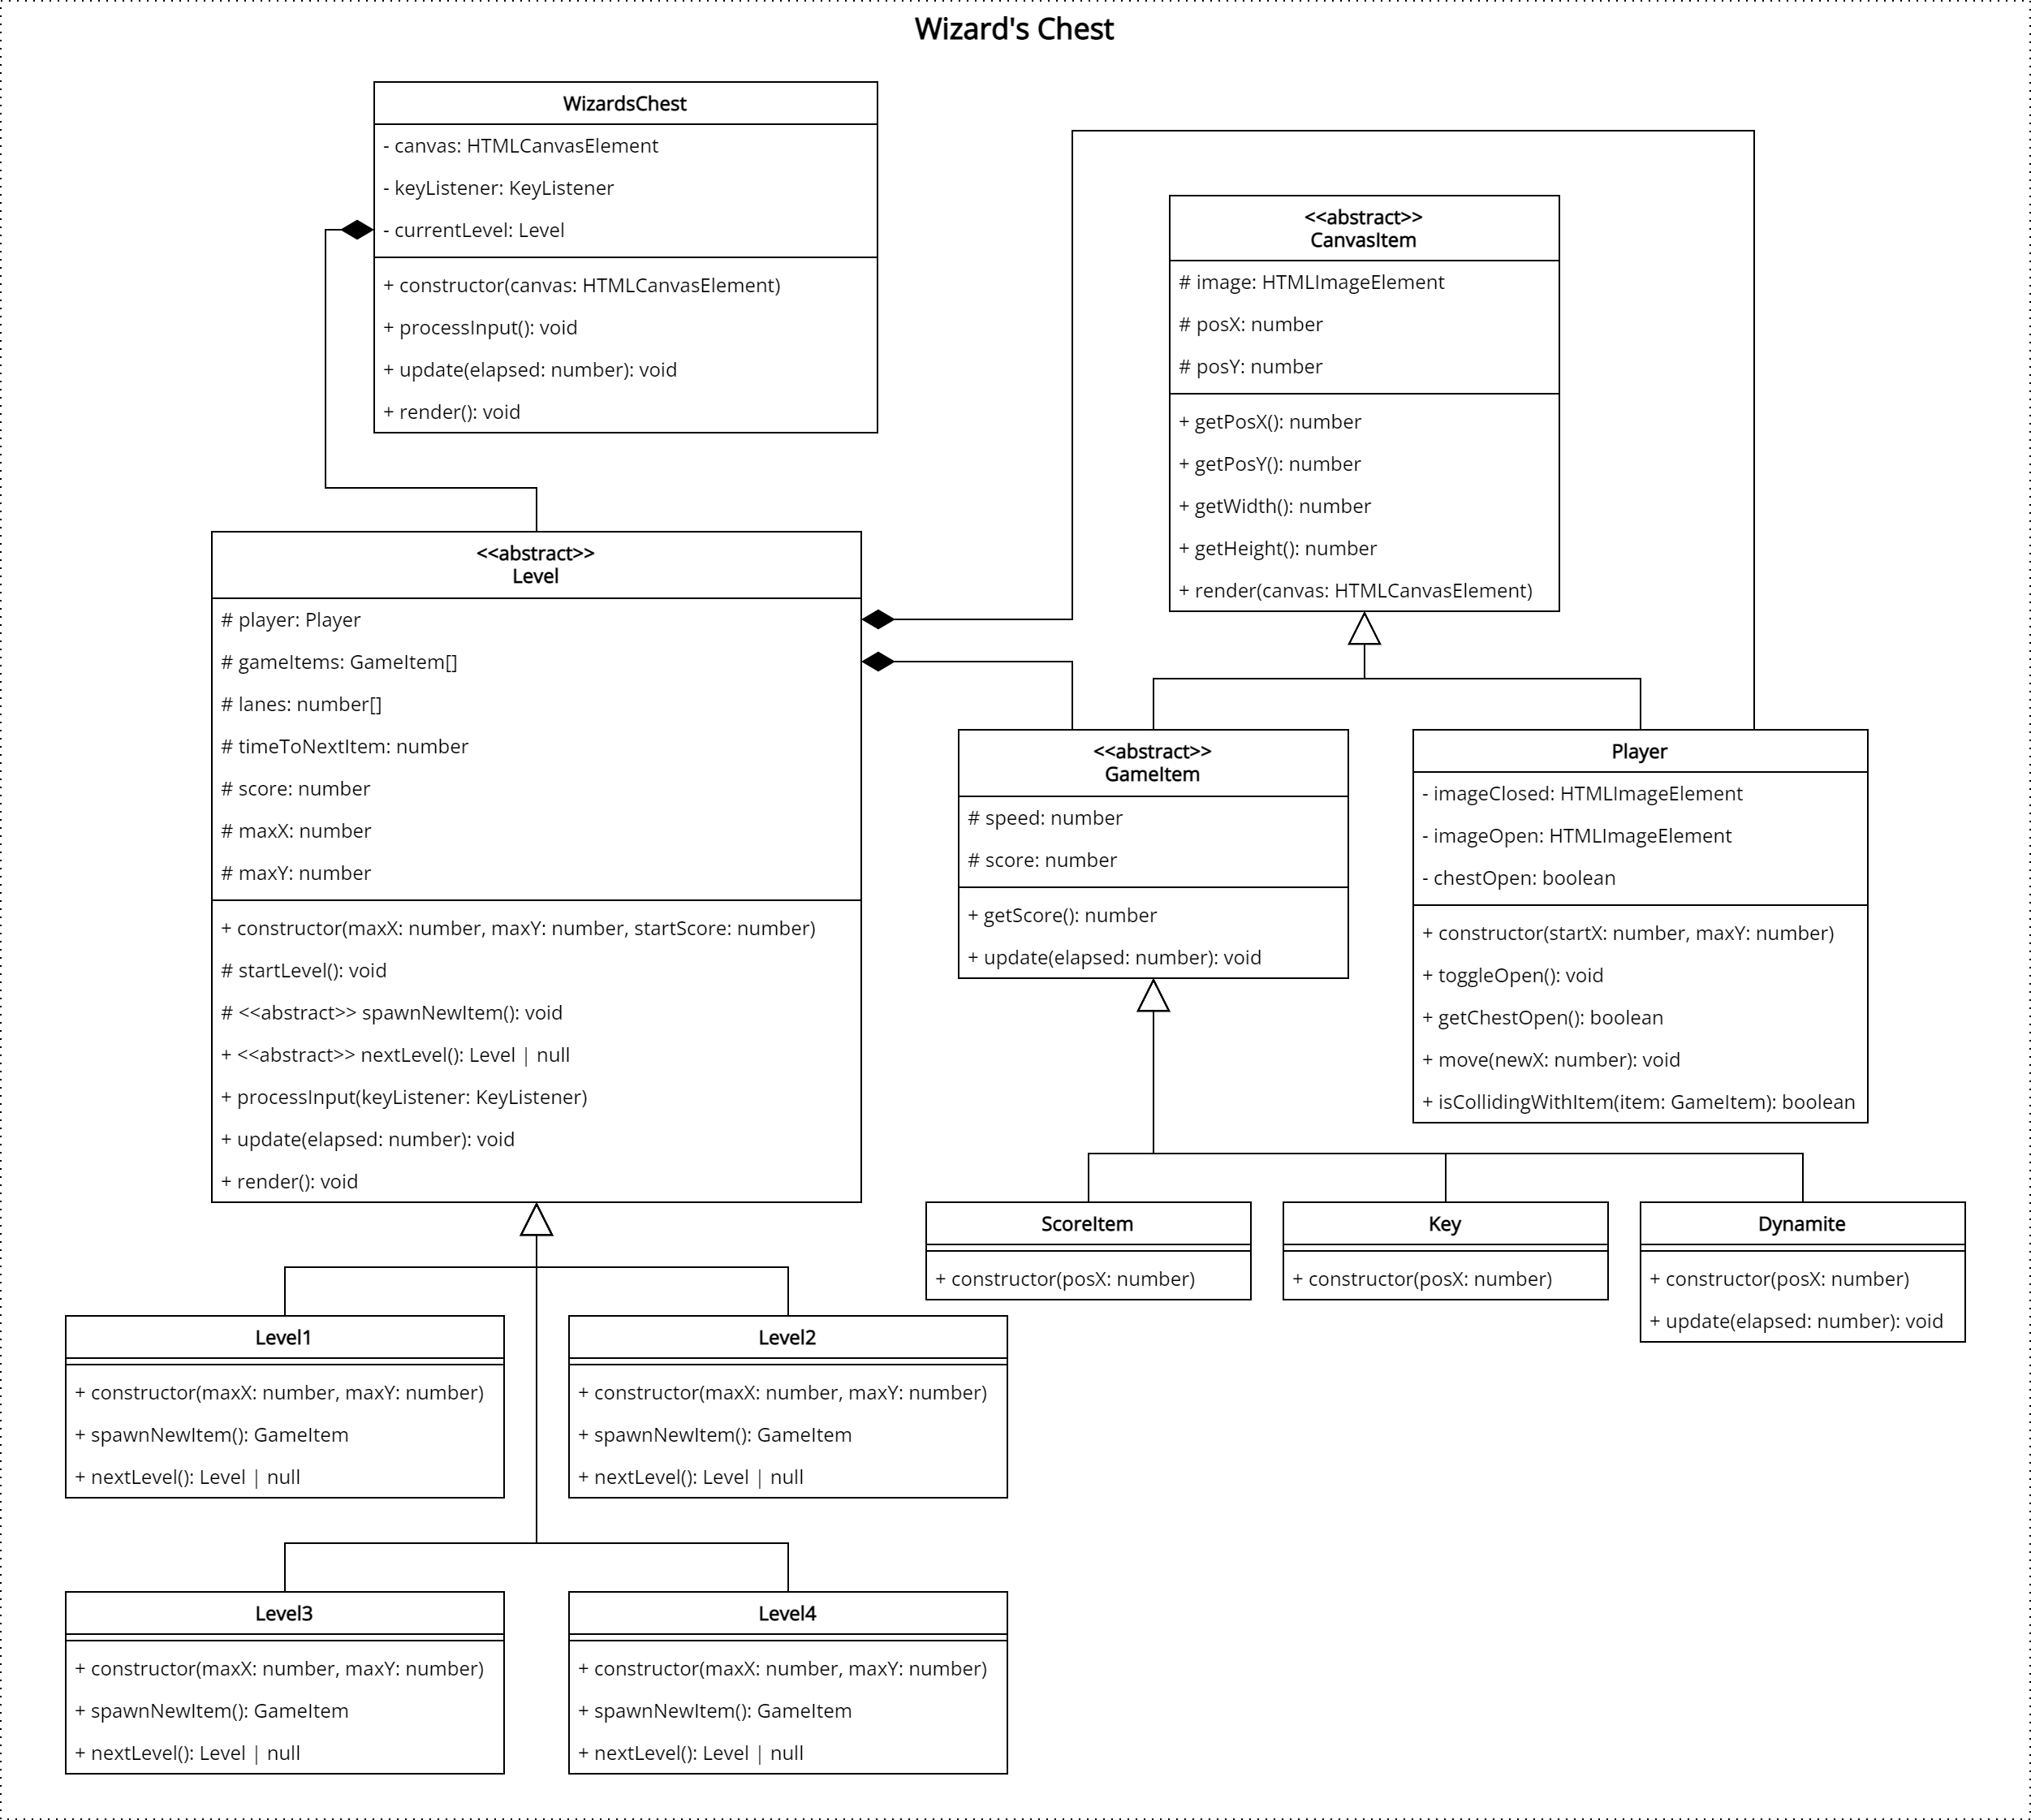 Wizard's Chest
WizardsChest
- canvas: HTMLCanvasElement
- keyListener: KeyListener
- currentLevel: Level
+ constructor(canvas: HTMLCanvasElement)
+ processInput(): void
+ update(elapsed: number): void
+ render(): void
<<abstract>>
CanvasItem
# image: HTMLImageElement
# posX: number
# posY: number
+ getPosX(): number
+ getPosY(): number
+ getWidth(): number
+ getHeight(): number
+ render(canvas: HTMLCanvasElement)
<<abstract>>
Level
# player: Player
# gameItems: GameItem[]
# lanes: number[]
# timeToNextItem: number
# score: number
# maxX: number
# maxY: number
+ constructor(maxX: number, maxY: number, startScore: number)
# startLevel(): void
# <<abstract>> spawnNewItem(): void
+ <<abstract>> nextLevel(): Level | null
+ processInput(keyListener: KeyListener)
+ update(elapsed: number): void
+ render(): void
<<abstract>>
GameItem
# speed: number
# score: number
+ getScore(): number
+ update(elapsed: number): void
Player
- imageClosed: HTMLImageElement
- imageOpen: HTMLImageElement
- chestOpen: boolean
+ constructor(startX: number, maxY: number)
+ toggleOpen(): void
+ getChestOpen(): boolean
+ move(newX: number): void
+ isCollidingWithItem(item: GameItem): boolean
ScoreItem
+ constructor(posX: number)
Key
+ constructor(posX: number)
Dynamite
+ constructor(posX: number)
+ update(elapsed: number): void
Level1
+ constructor(maxX: number, maxY: number)
+ spawnNewItem(): GameItem
+ nextLevel(): Level | null
Level2
+ constructor(maxX: number, maxY: number)
+ spawnNewItem(): GameItem
+ nextLevel(): Level | null
Level3
+ constructor(maxX: number, maxY: number)
+ spawnNewItem(): GameItem
+ nextLevel(): Level | null
Level4
+ constructor(maxX: number, maxY: number)
+ spawnNewItem(): GameItem
+ nextLevel(): Level | null